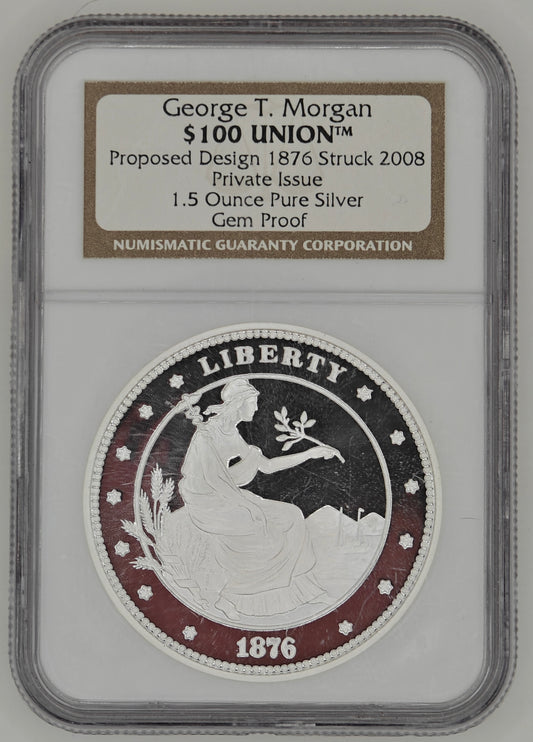 George T. Morgan
$100 UNION™
Proposed Design 1876 Struck 2008
Private Issue
1.5 Ounce Pure Silver
Gem Proof
NUMISMATIC GUARANTY CORPORATION
LIBERTY
1876